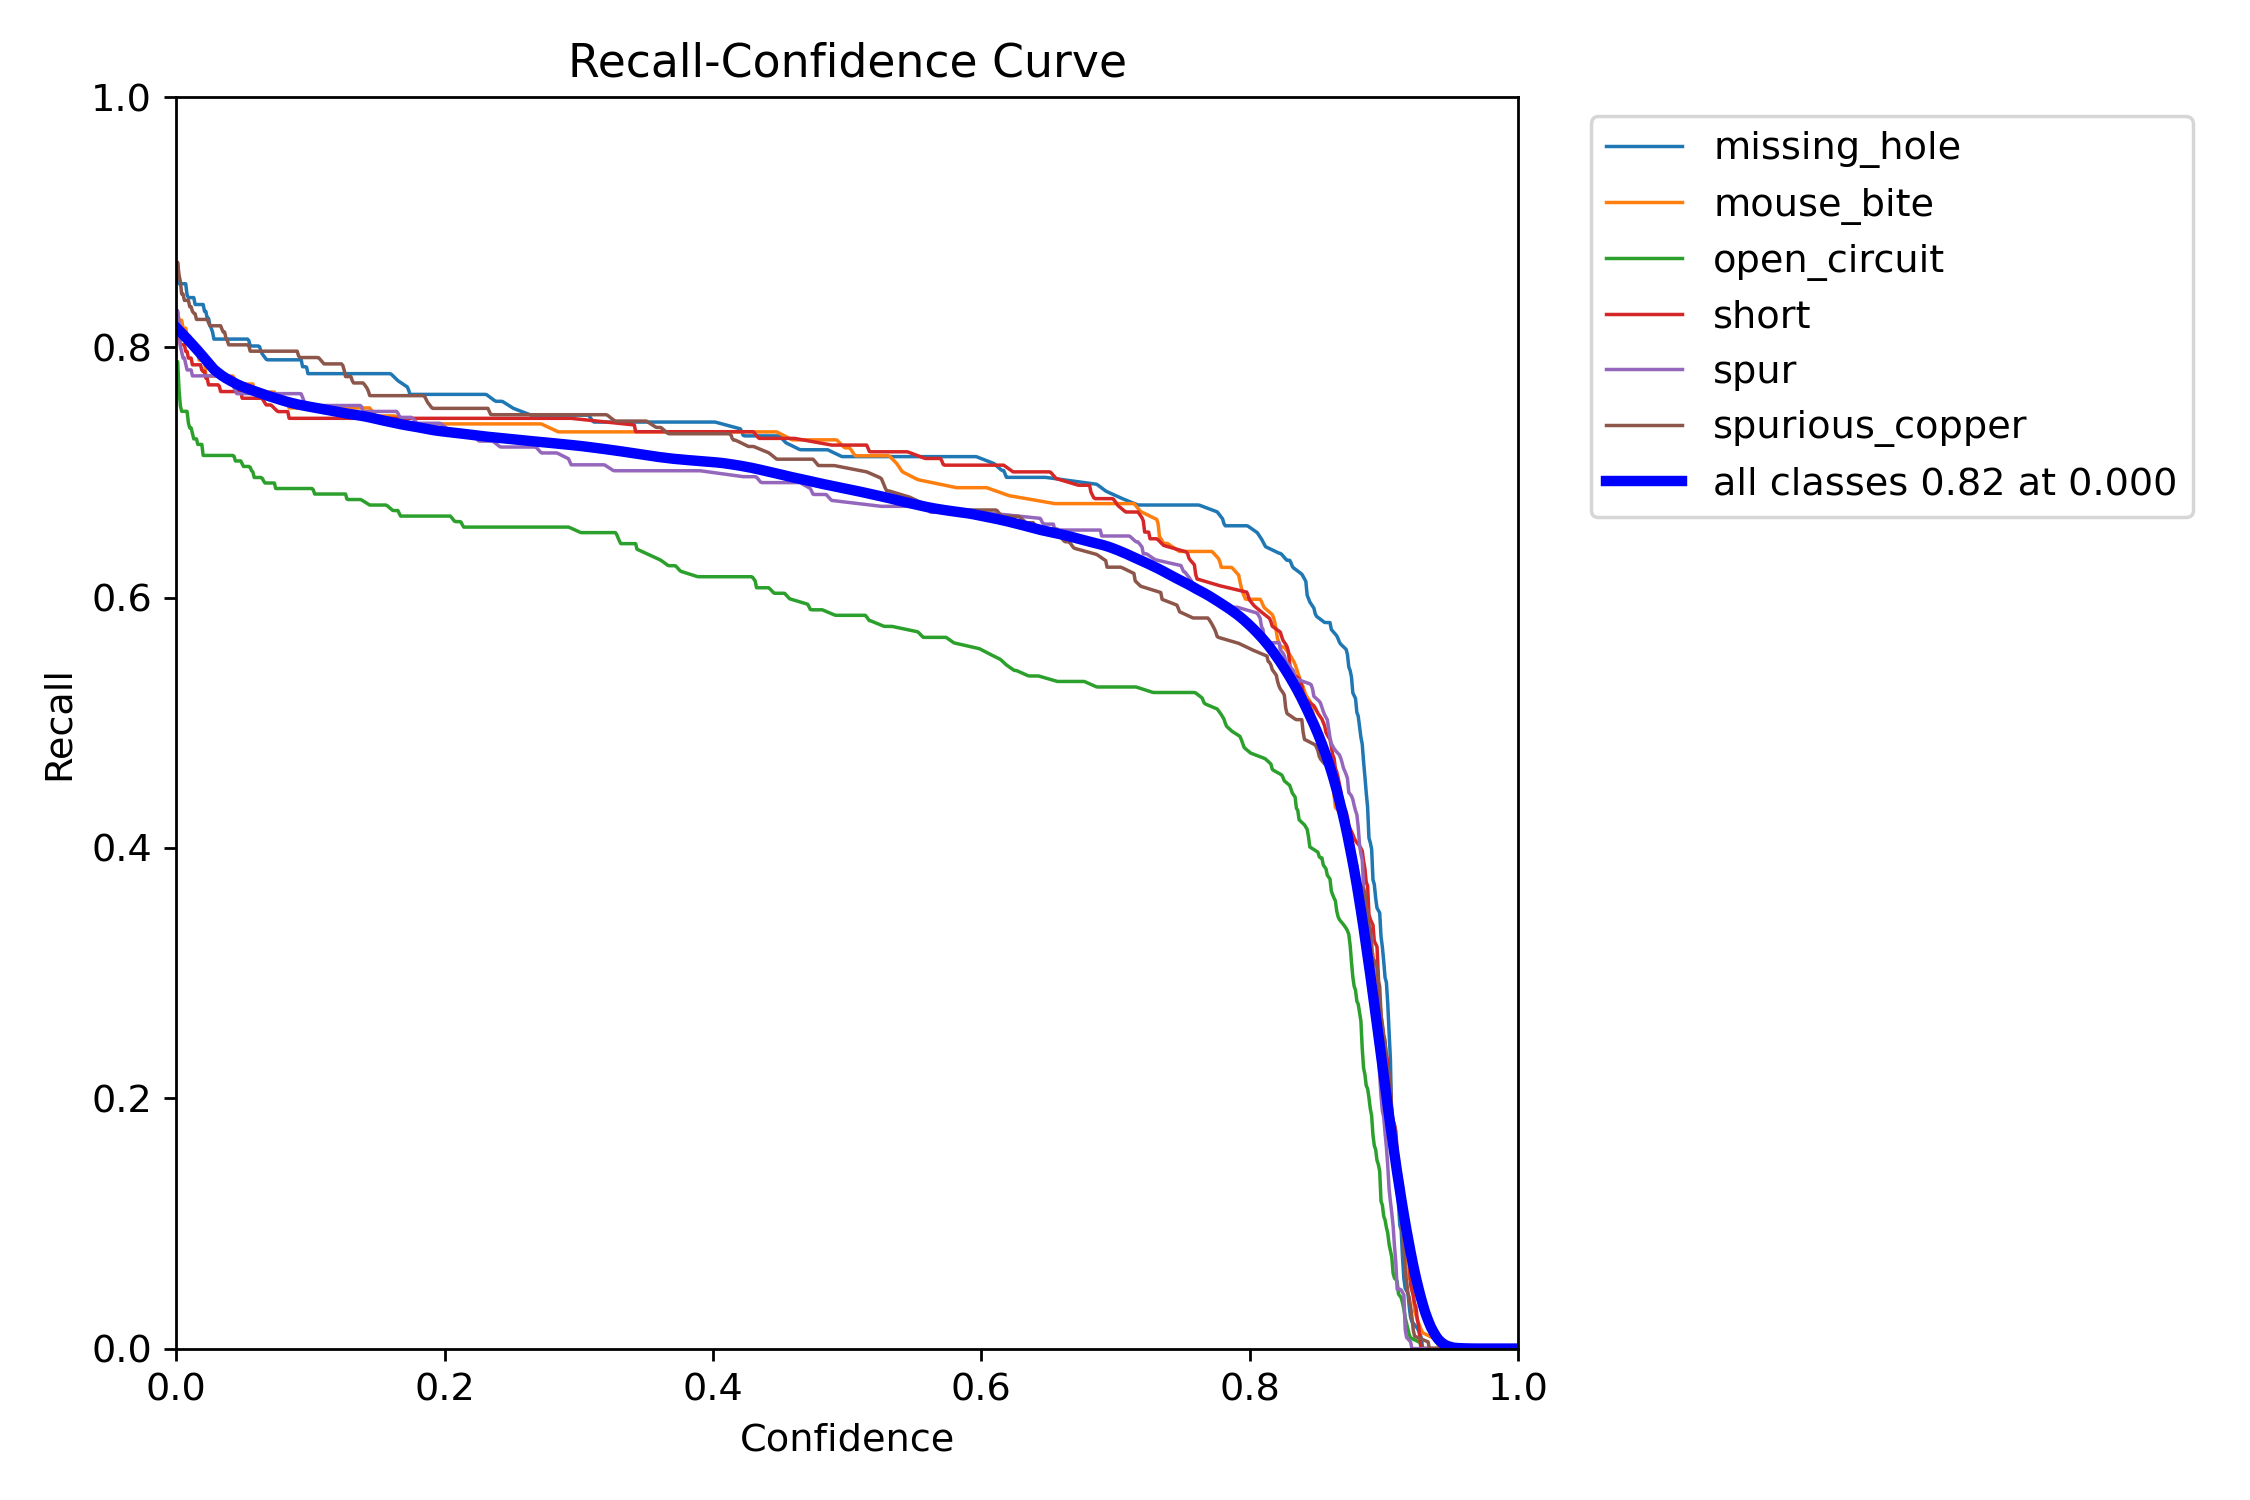 Recall-Confidence Curve
1.0
0.8
0.6
0.4
0.2
0.0
Recall
0.0 0.2 0.4 0.6 0.8 1.0
Confidence
missing_hole
mouse_bite
open_circuit
short
spur
spurious_copper
all classes 0.82 at 0.000